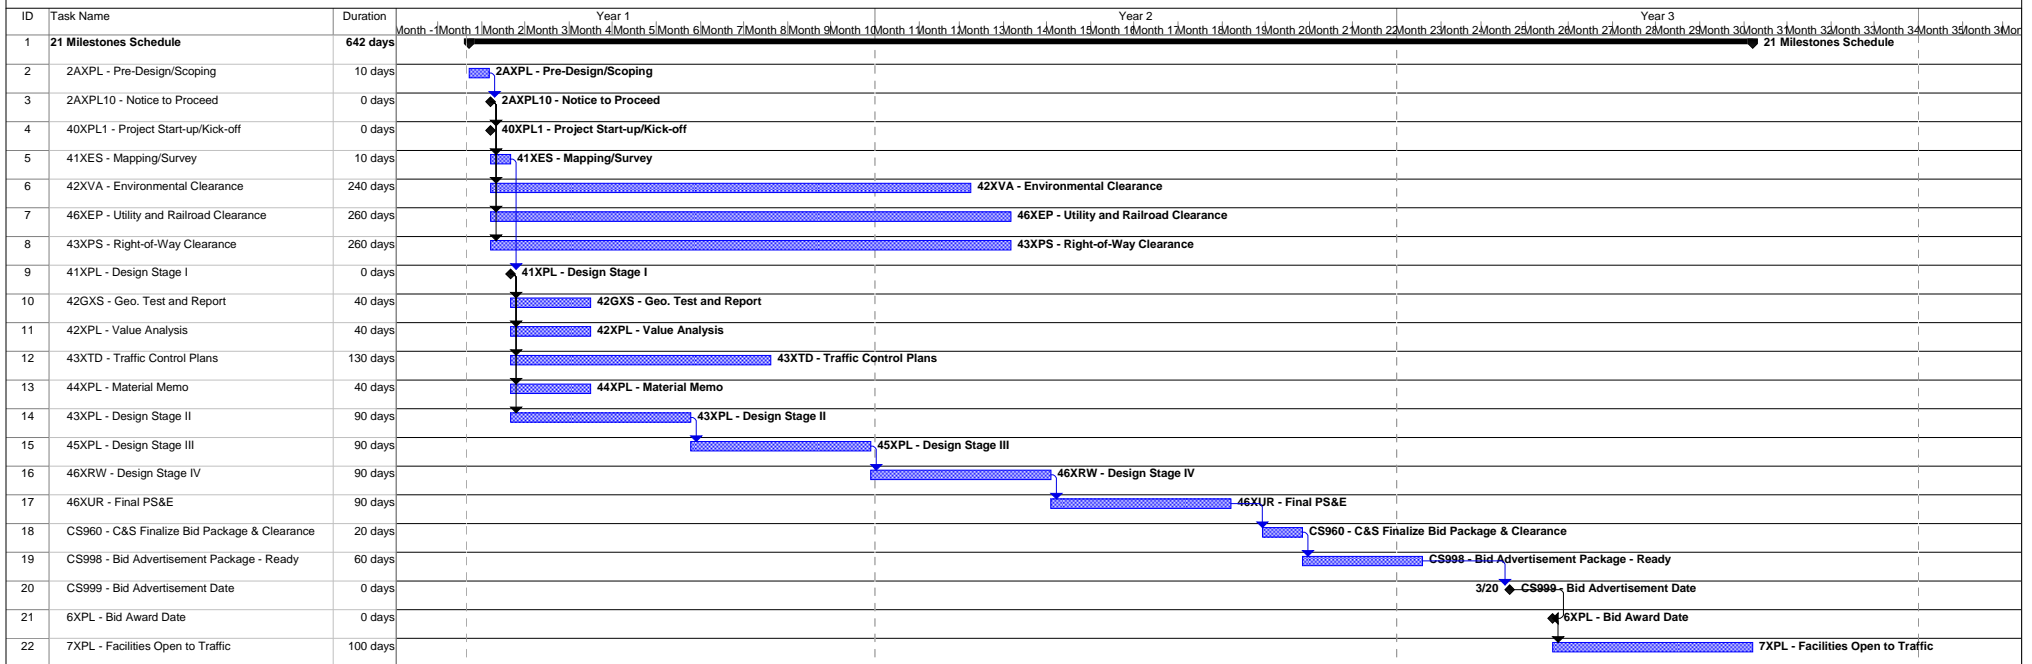 ID Task Name Duration Year 1 Year 2 Year 3
Month -1 Month 1 Month 2 Month 3 Month 4 Month 5 Month 6 Month 7 Month 8 Month 9 Month 10 Month 11 Month 12 Month 13 Month 14 Month 15 Month 16 Month 17 Month 18 Month 19 Month 20 Month 21 Month 22 Month 23 Month 24 Month 25 Month 26 Month 27 Month 28 Month 29 Month 30 Month 31 Month 32 Month 33 Month 34 Month 35 Month 36 Mor
1 21 Milestones Schedule 642 days 21 Milestones Schedule
2 2AXPL - Pre-Design/Scoping 10 days 2AXPL - Pre-Design/Scoping
3 2AXPL10 - Notice to Proceed 0 days 2AXPL10 - Notice to Proceed
4 40XPL1 - Project Start-up/Kick-off 0 days 40XPL1 - Project Start-up/Kick-off
5 41XES - Mapping/Survey 10 days 41XES - Mapping/Survey
6 42XVA - Environmental Clearance 240 days 42XVA - Environmental Clearance
7 46XEP - Utility and Railroad Clearance 260 days 46XEP - Utility and Railroad Clearance
8 43XPS - Right-of-Way Clearance 260 days 43XPS - Right-of-Way Clearance
9 41XPL - Design Stage I 0 days 41XPL - Design Stage I
10 42GXS - Geo. Test and Report 40 days 42GXS - Geo. Test and Report
11 42XPL - Value Analysis 40 days 42XPL - Value Analysis
12 43XTD - Traffic Control Plans 130 days 43XTD - Traffic Control Plans
13 44XPL - Material Memo 40 days 44XPL - Material Memo
14 43XPL - Design Stage II 90 days 43XPL - Design Stage II
15 45XPL - Design Stage III 90 days 45XPL - Design Stage III
16 46XRW - Design Stage IV 90 days 46XRW - Design Stage IV
17 46XUR - Final PS&E 90 days 46XUR - Final PS&E
18 CS960 - C&S Finalize Bid Package & Clearance 20 days CS960 - C&S Finalize Bid Package & Clearance
19 CS998 - Bid Advertisement Package - Ready 60 days CS998 - Bid Advertisement Package - Ready
20 CS999 - Bid Advertisement Date 0 days 3/20 CS999 - Bid Advertisement Date
21 6XPL - Bid Award Date 0 days 6XPL - Bid Award Date
22 7XPL - Facilities Open to Traffic 100 days 7XPL - Facilities Open to Traffic